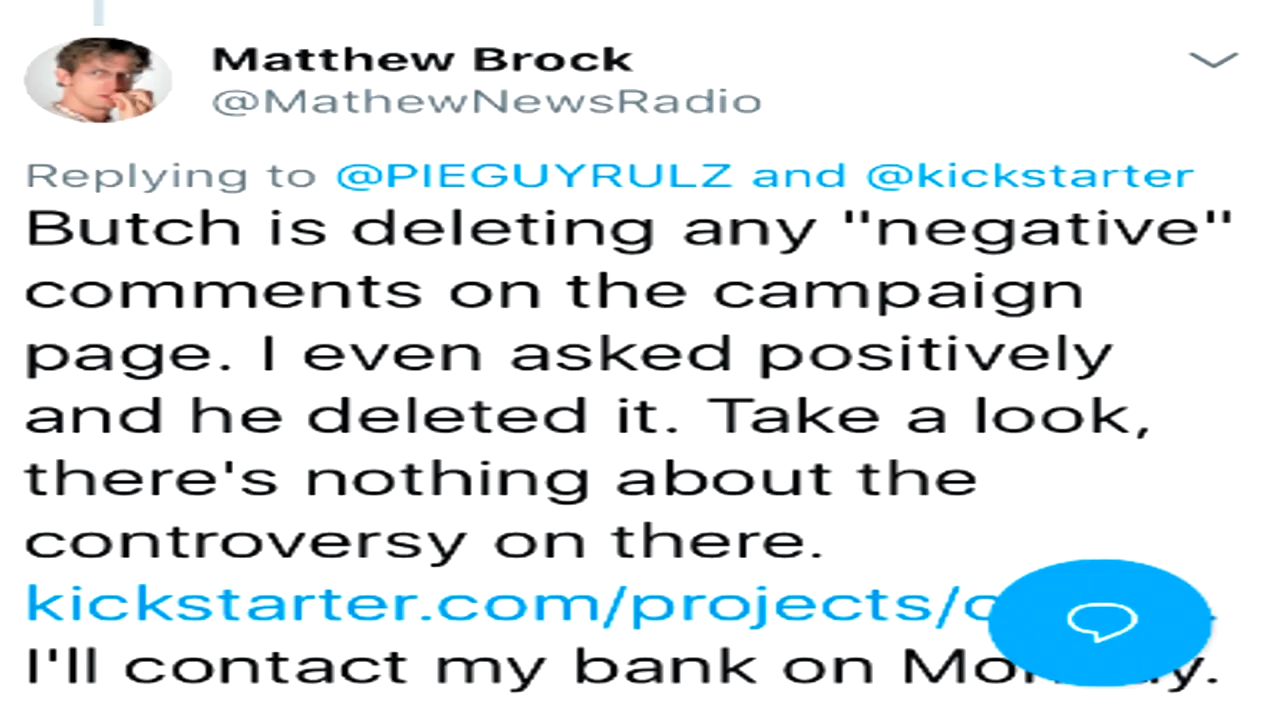 Matthew Brock
@MathewNewsRadio
Replying to @PIEGUYRULZ and @kickstarter
Butch is deleting any "negative"
comments on the campaign
page. I even asked positively
and he deleted it. Take a look,
there's nothing about the
controversy on there.
kickstarter.com/projects/
I'll contact my bank on